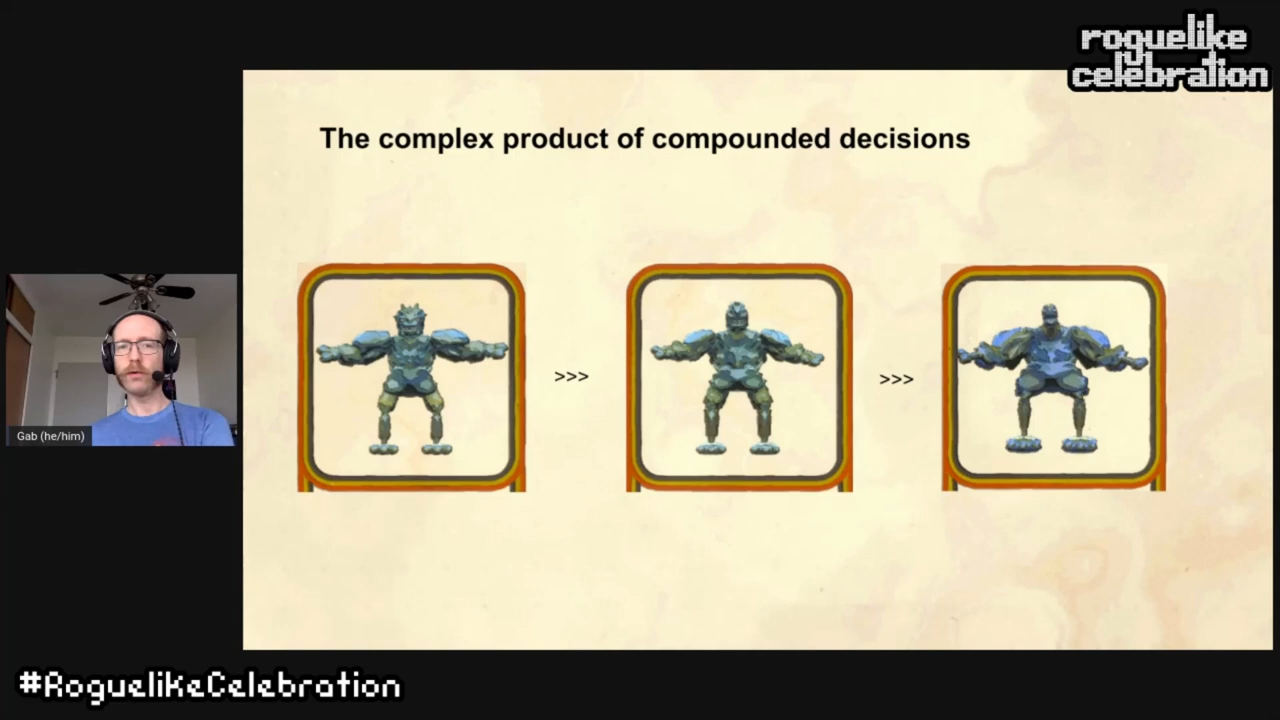 roguelike
celebration
The complex product of compounded decisions
>>>
>>>
Gab (he/him)
#RoguelikeCelebration